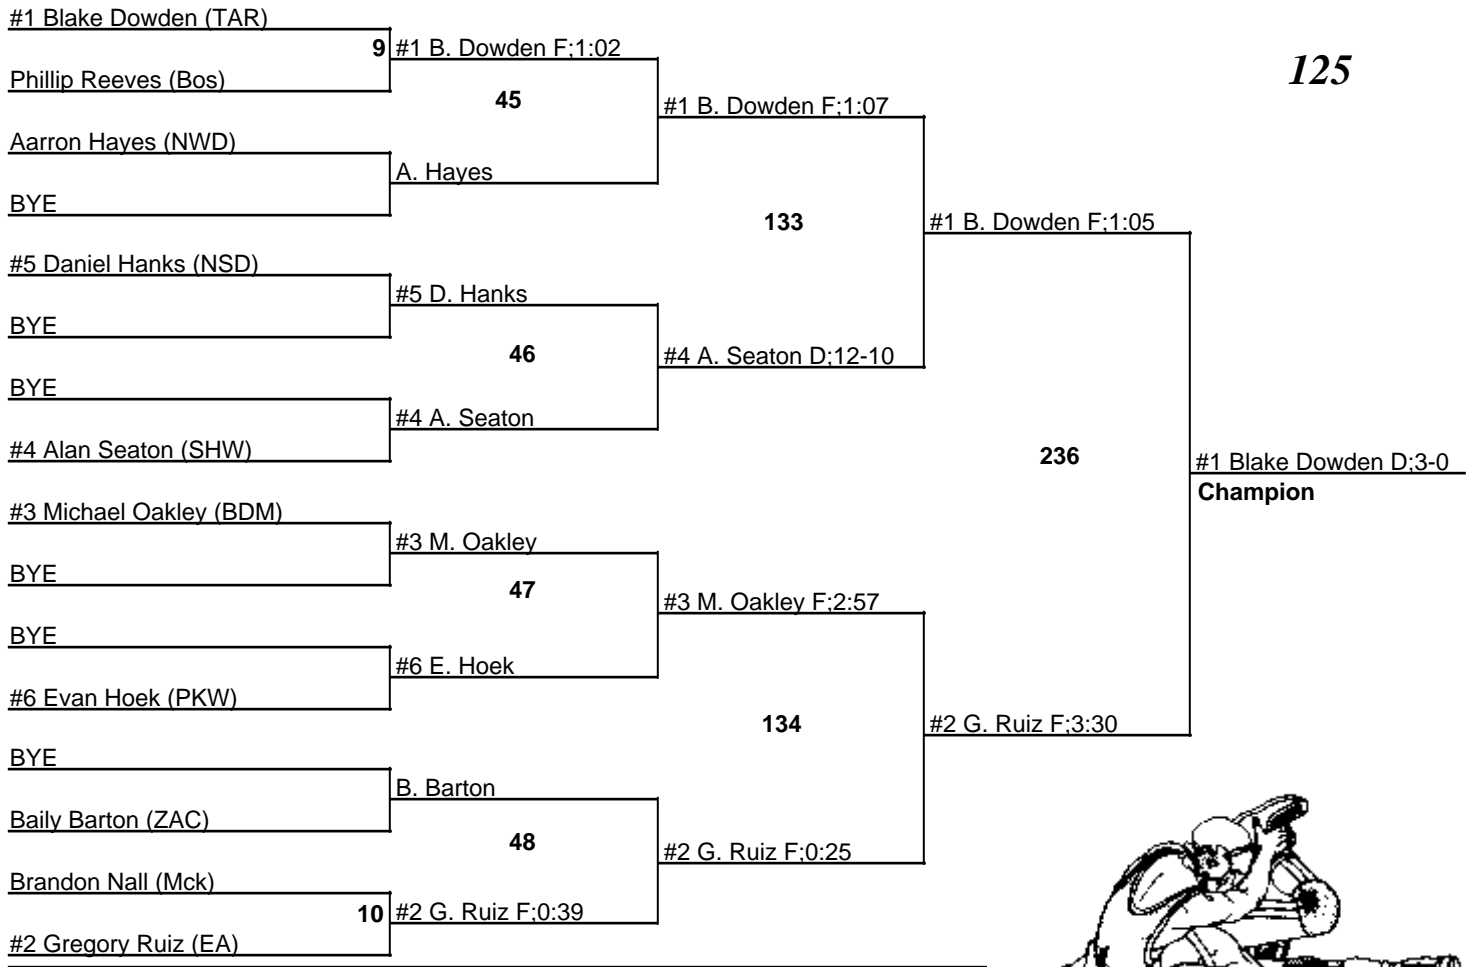 #1 Blake Dowden (TAR)
9 #1 B. Dowden F;1:02
125
Phillip Reeves (Bos)
45
#1 B. Dowden F;1:07
Aarron Hayes (NWD)
A. Hayes
BYE
133
#1 B. Dowden F;1:05
#5 Daniel Hanks (NSD)
#5 D. Hanks
BYE
46
#4 A. Seaton D;12-10
BYE
#4 A. Seaton
#4 Alan Seaton (SHW)
236
#1 Blake Dowden D;3-0
Champion
#3 Michael Oakley (BDM)
#3 M. Oakley
BYE
47
#3 M. Oakley F;2:57
BYE
#6 E. Hoek
#6 Evan Hoek (PKW)
134
#2 G. Ruiz F;3:30
BYE
B. Barton
Baily Barton (ZAC)
48
#2 G. Ruiz F;0:25
Brandon Nall (Mck)
10 #2 G. Ruiz F;0:39
#2 Gregory Ruiz (EA)